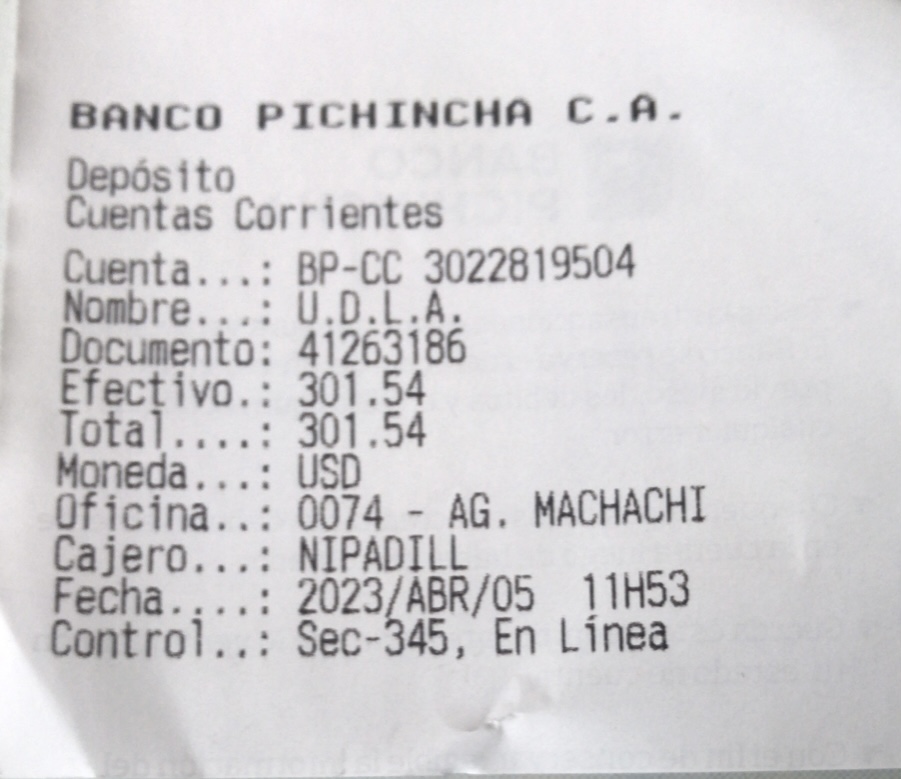 BANCO PICHINCHA C.A.
Depósito
Cuentas Corrientes
Cuenta...: BP-CC 3022819504
Nombre...: U.D.L.A.
Documento: 41263186
Efectivo.: 301.54
Total....: 301.54
Moneda...: USD
Oficina..: 0074 - AG. MACHACHI
Cajero...: NIPADILL
Fecha....: 2023/ABR/05 11H53
Control..: Sec-345, En Línea